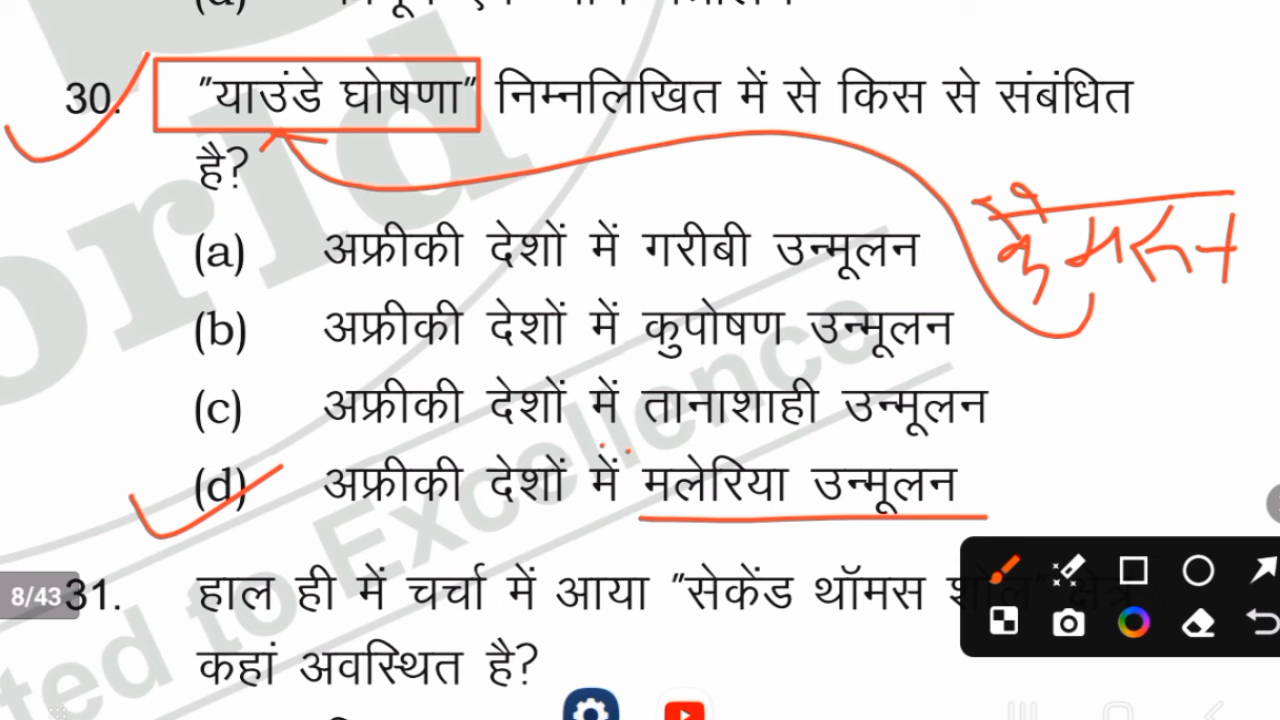 30. "याउंडे घोषणा" निम्नलिखित में से किस से संबंधित
है?
कैमरून
(a) अफ्रीकी देशों में गरीबी उन्मूलन
(b) अफ्रीकी देशों में कुपोषण उन्मूलन
(c) अफ्रीकी देशों में तानाशाही उन्मूलन
(d) अफ्रीकी देशों में मलेरिया उन्मूलन
8/43
31. हाल ही में चर्चा में आया "सेकेंड थॉमस शोल" क्षेत्र
कहां अवस्थित है?